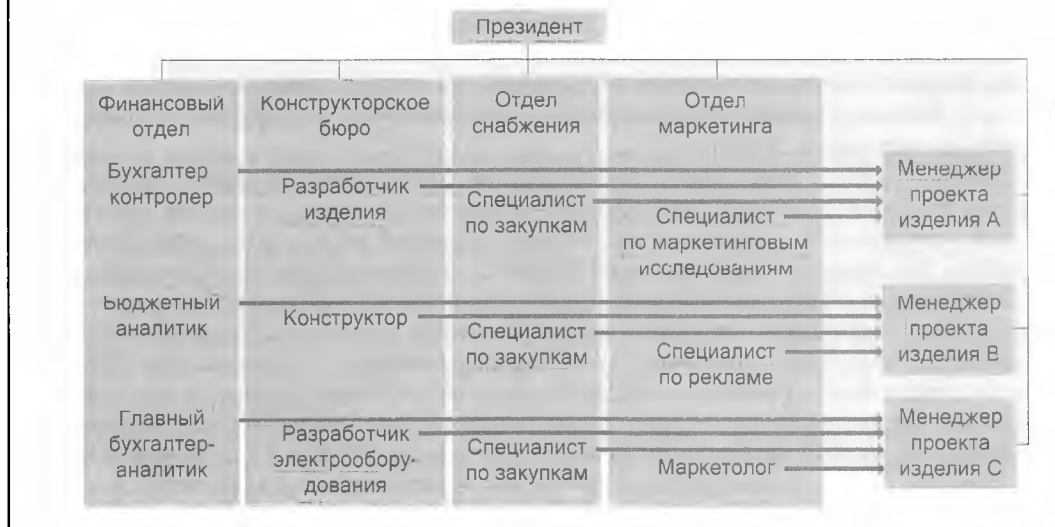 Президент
Финансовый
отдел
Конструкторское
бюро
Отдел
снабжения
Отдел
маркетинга
Бухгалтер
контролер
Разработчик
изделия
Специалист
по закупкам
Специалист
по маркетинговым
исследованиям
Менеджер
проекта
изделия А
Бюджетный
аналитик
Конструктор
Специалист
по закупкам
Специалист
по рекламе
Менеджер
проекта
изделия В
Главный
бухгалтер-
аналитик
Разработчик
электрообору-
дования
Специалист
по закупкам
Маркетолог
Менеджер
проекта
изделия С